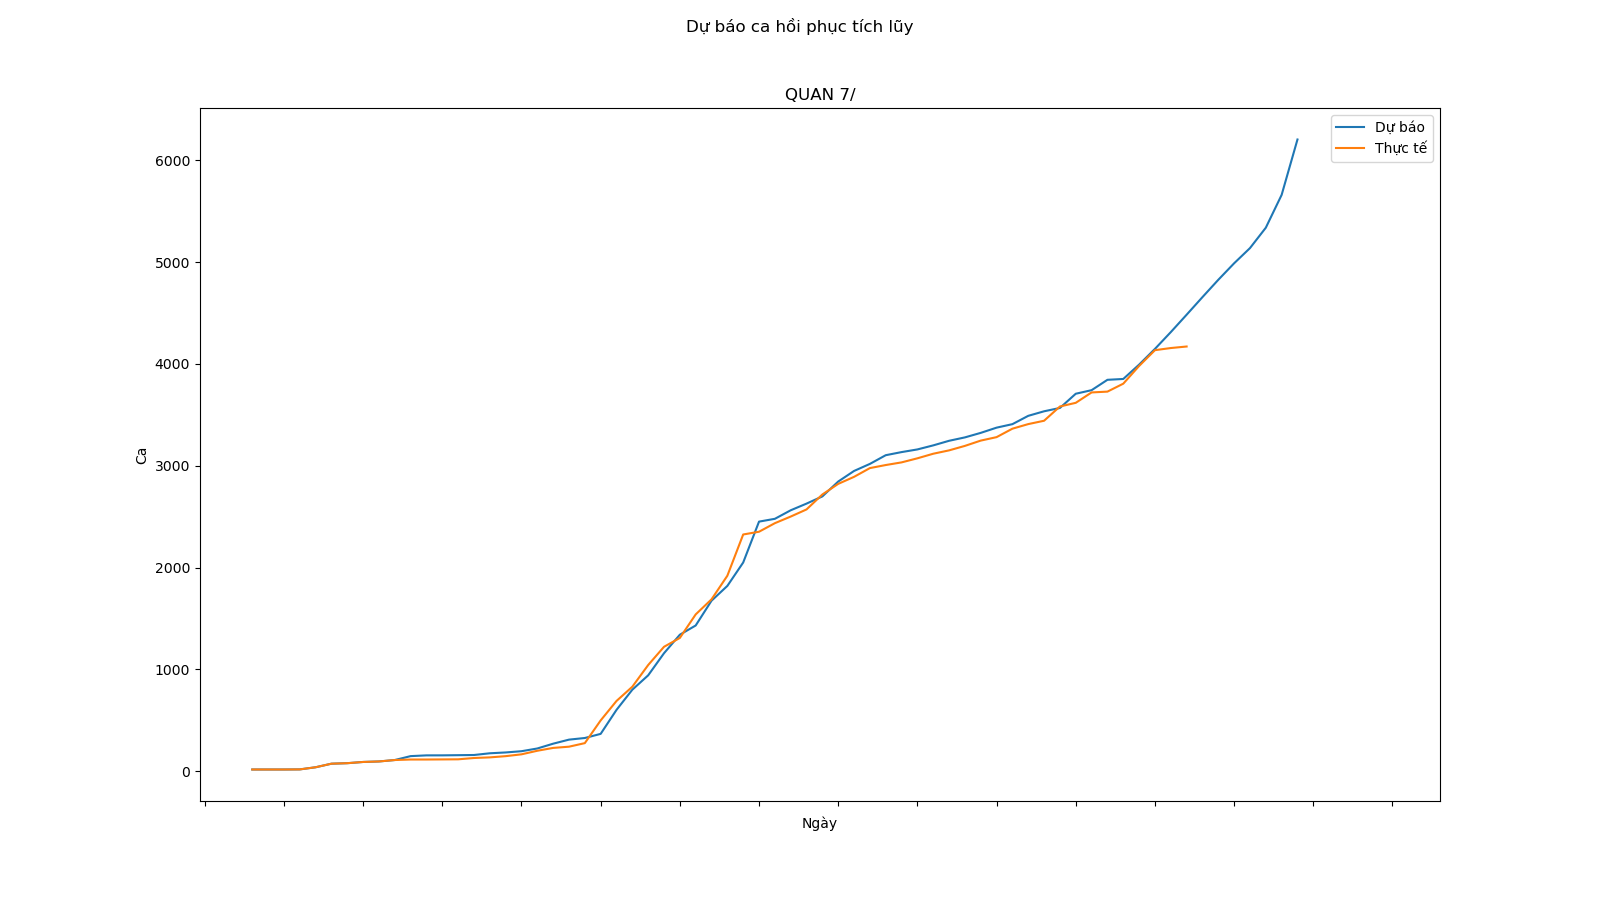 Dự báo ca hồi phục tích lũy
QUAN 7/
Dự báo
Thực tế
6000
5000
4000
3000
2000
1000
0
Ca
Ngày